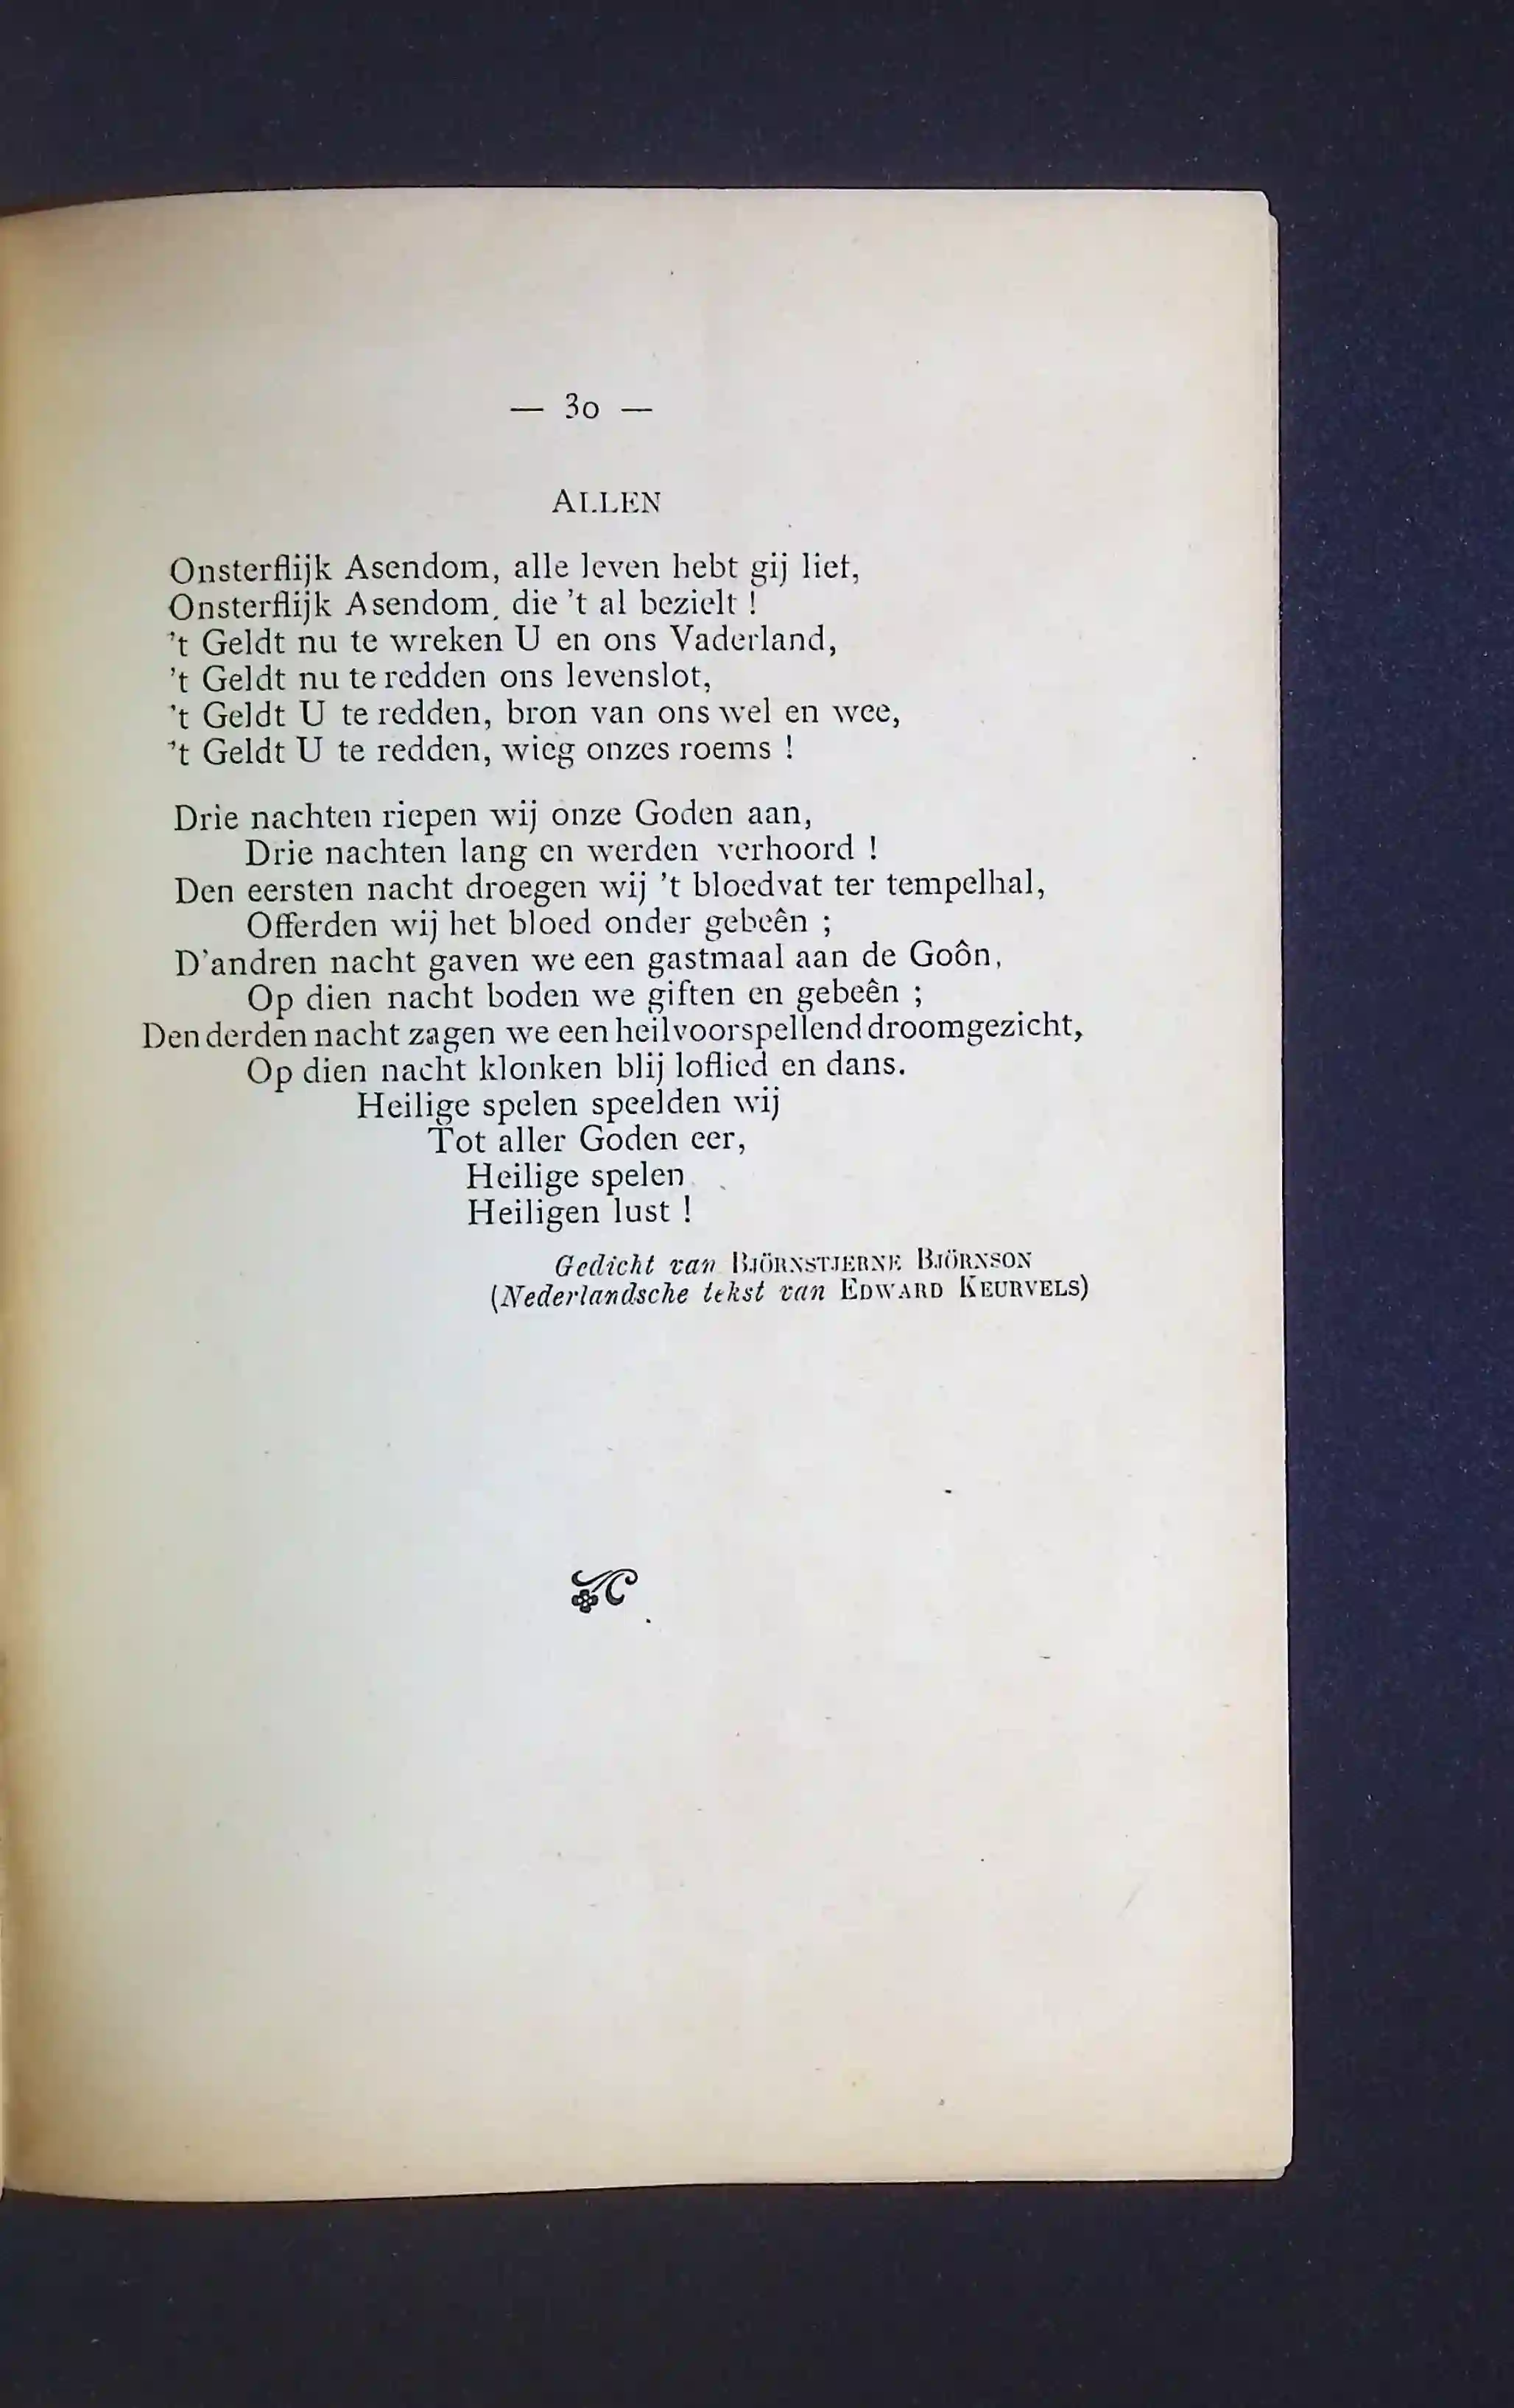 — 30 —
ALLEN
Onsterflijk Asendom, alle leven hebt gij lief,
Onsterflijk Asendom, die 't al bezielt !
't Geldt nu te wreken U en ons Vaderland,
't Geldt nu te redden ons levenslot,
't Geldt U te redden, bron van ons wel en wee,
't Geldt U te redden, wieg onzes roems !
Drie nachten riepen wij onze Goden aan,
Drie nachten lang en werden verhoord !
Den eersten nacht droegen wij 't bloedvat ter tempelhal,
Offerden wij het bloed onder gebeên ;
D'andren nacht gaven we een gastmaal aan de Goôn,
Op dien nacht boden we giften en gebeên ;
Den derden nacht zagen we een heilvoorspellend droomgezicht,
Op dien nacht klonken blij loflied en dans.
Heilige spelen speelden wij
Tot aller Goden eer,
Heilige spelen
Heiligen lust !
Gedicht van BJÖRNSTJERNE BJÖRNSON
(Nederlandsche tekst van EDWARD KEURVELS)